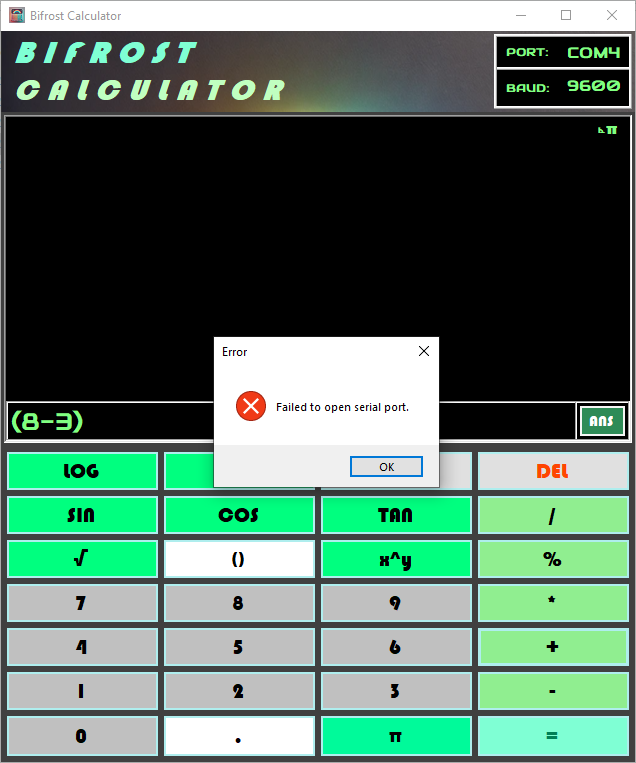 Bifrost Calculator
BIFROST
CALCULATOR
PORT: COM4
BAUD: 9600
Error
Failed to open serial port.
OK
(8-3)
ANS
LOG
DEL
SIN COS TAN /
√ () x^y %
7 8 9 *
4 5 6 +
1 2 3 -
0 . π =